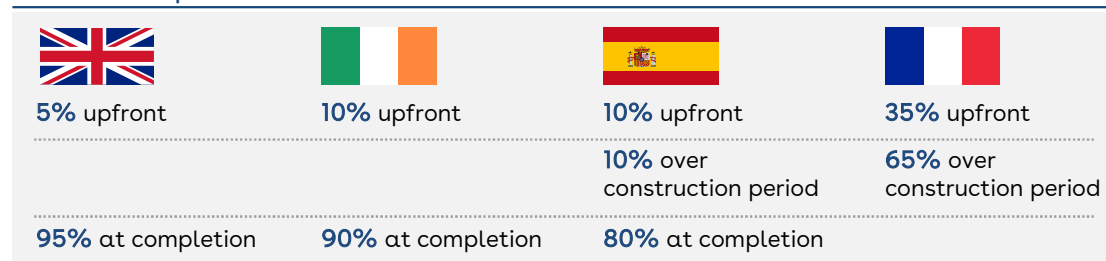 5% upfront
10% upfront
10% upfront
35% upfront
10% over
construction period
65% over
construction period
95% at completion
90% at completion
80% at completion